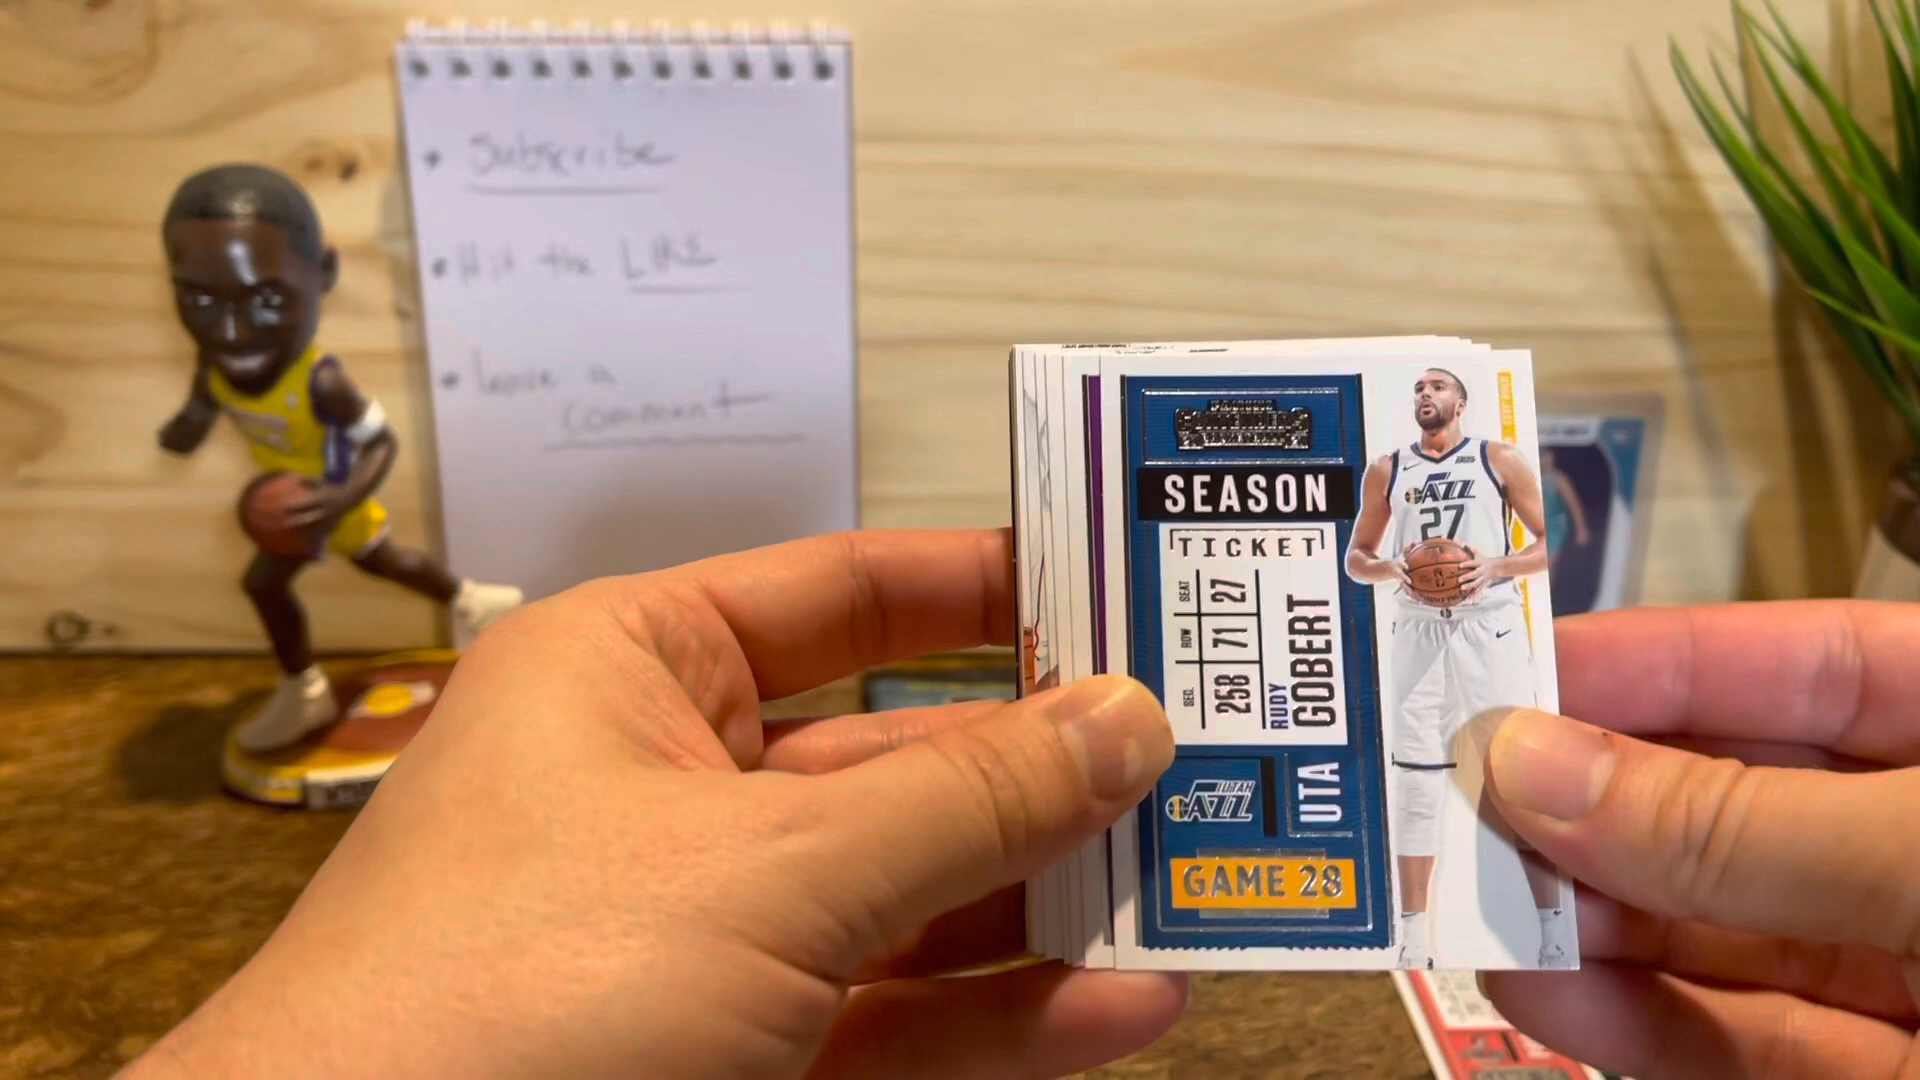 • Subscribe
• Hit the LIKE
• leave a
comment
SEASON
TICKET
SEAT 27
ROW 71
SEC. 258
RUDY
GOBERT
UTA
UTAH
JAZZ
GAME 28
JAZZ
27